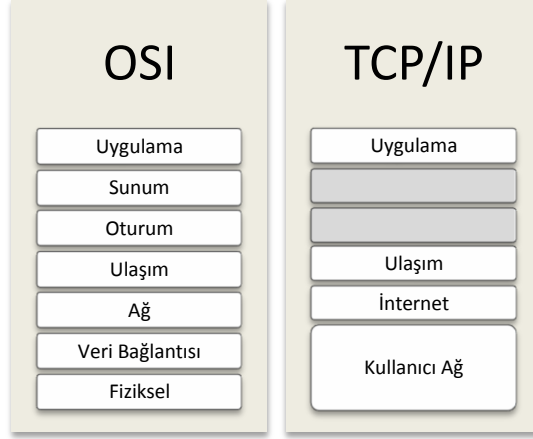 OSI
Uygulama
Sunum
Oturum
Ulaşım
Ağ
Veri Bağlantısı
Fiziksel
TCP/IP
Uygulama
Ulaşım
İnternet
Kullanıcı Ağ